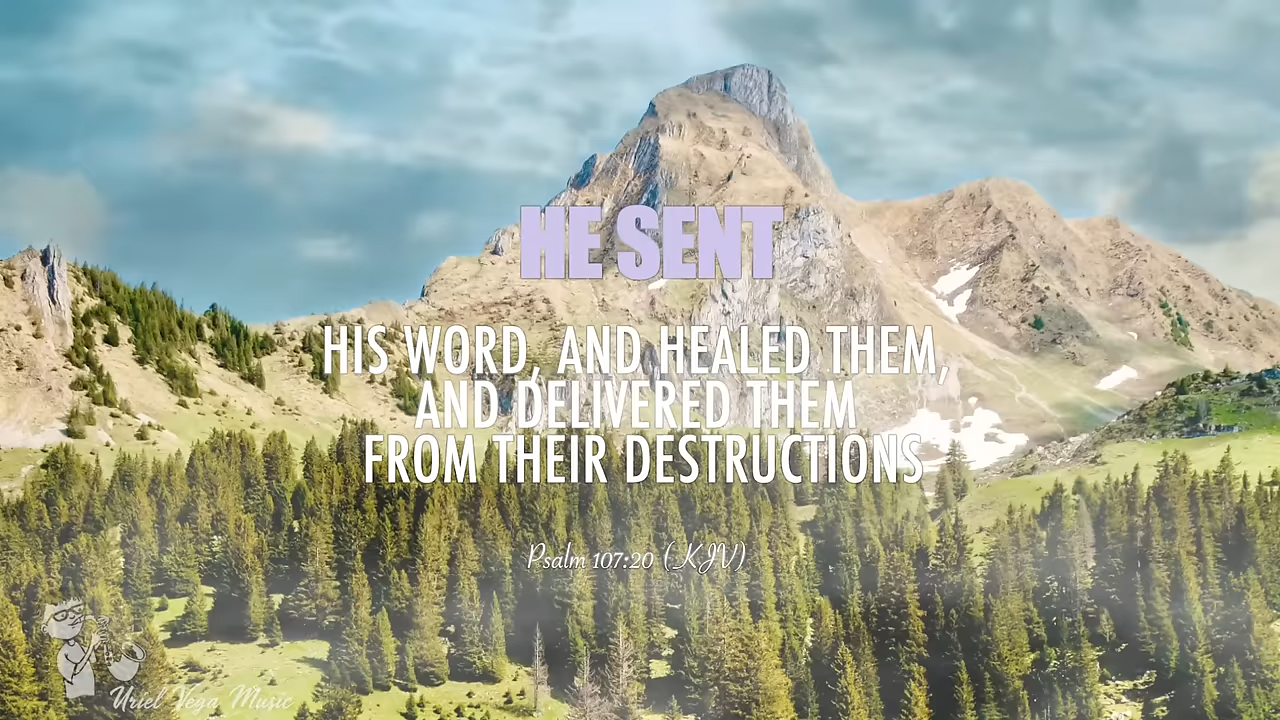 HE SENT
HIS WORD, AND HEALED THEM,
AND DELIVERED THEM
FROM THEIR DESTRUCTIONS
Psalm 107:20 (KJV)
Uriel Vega Music